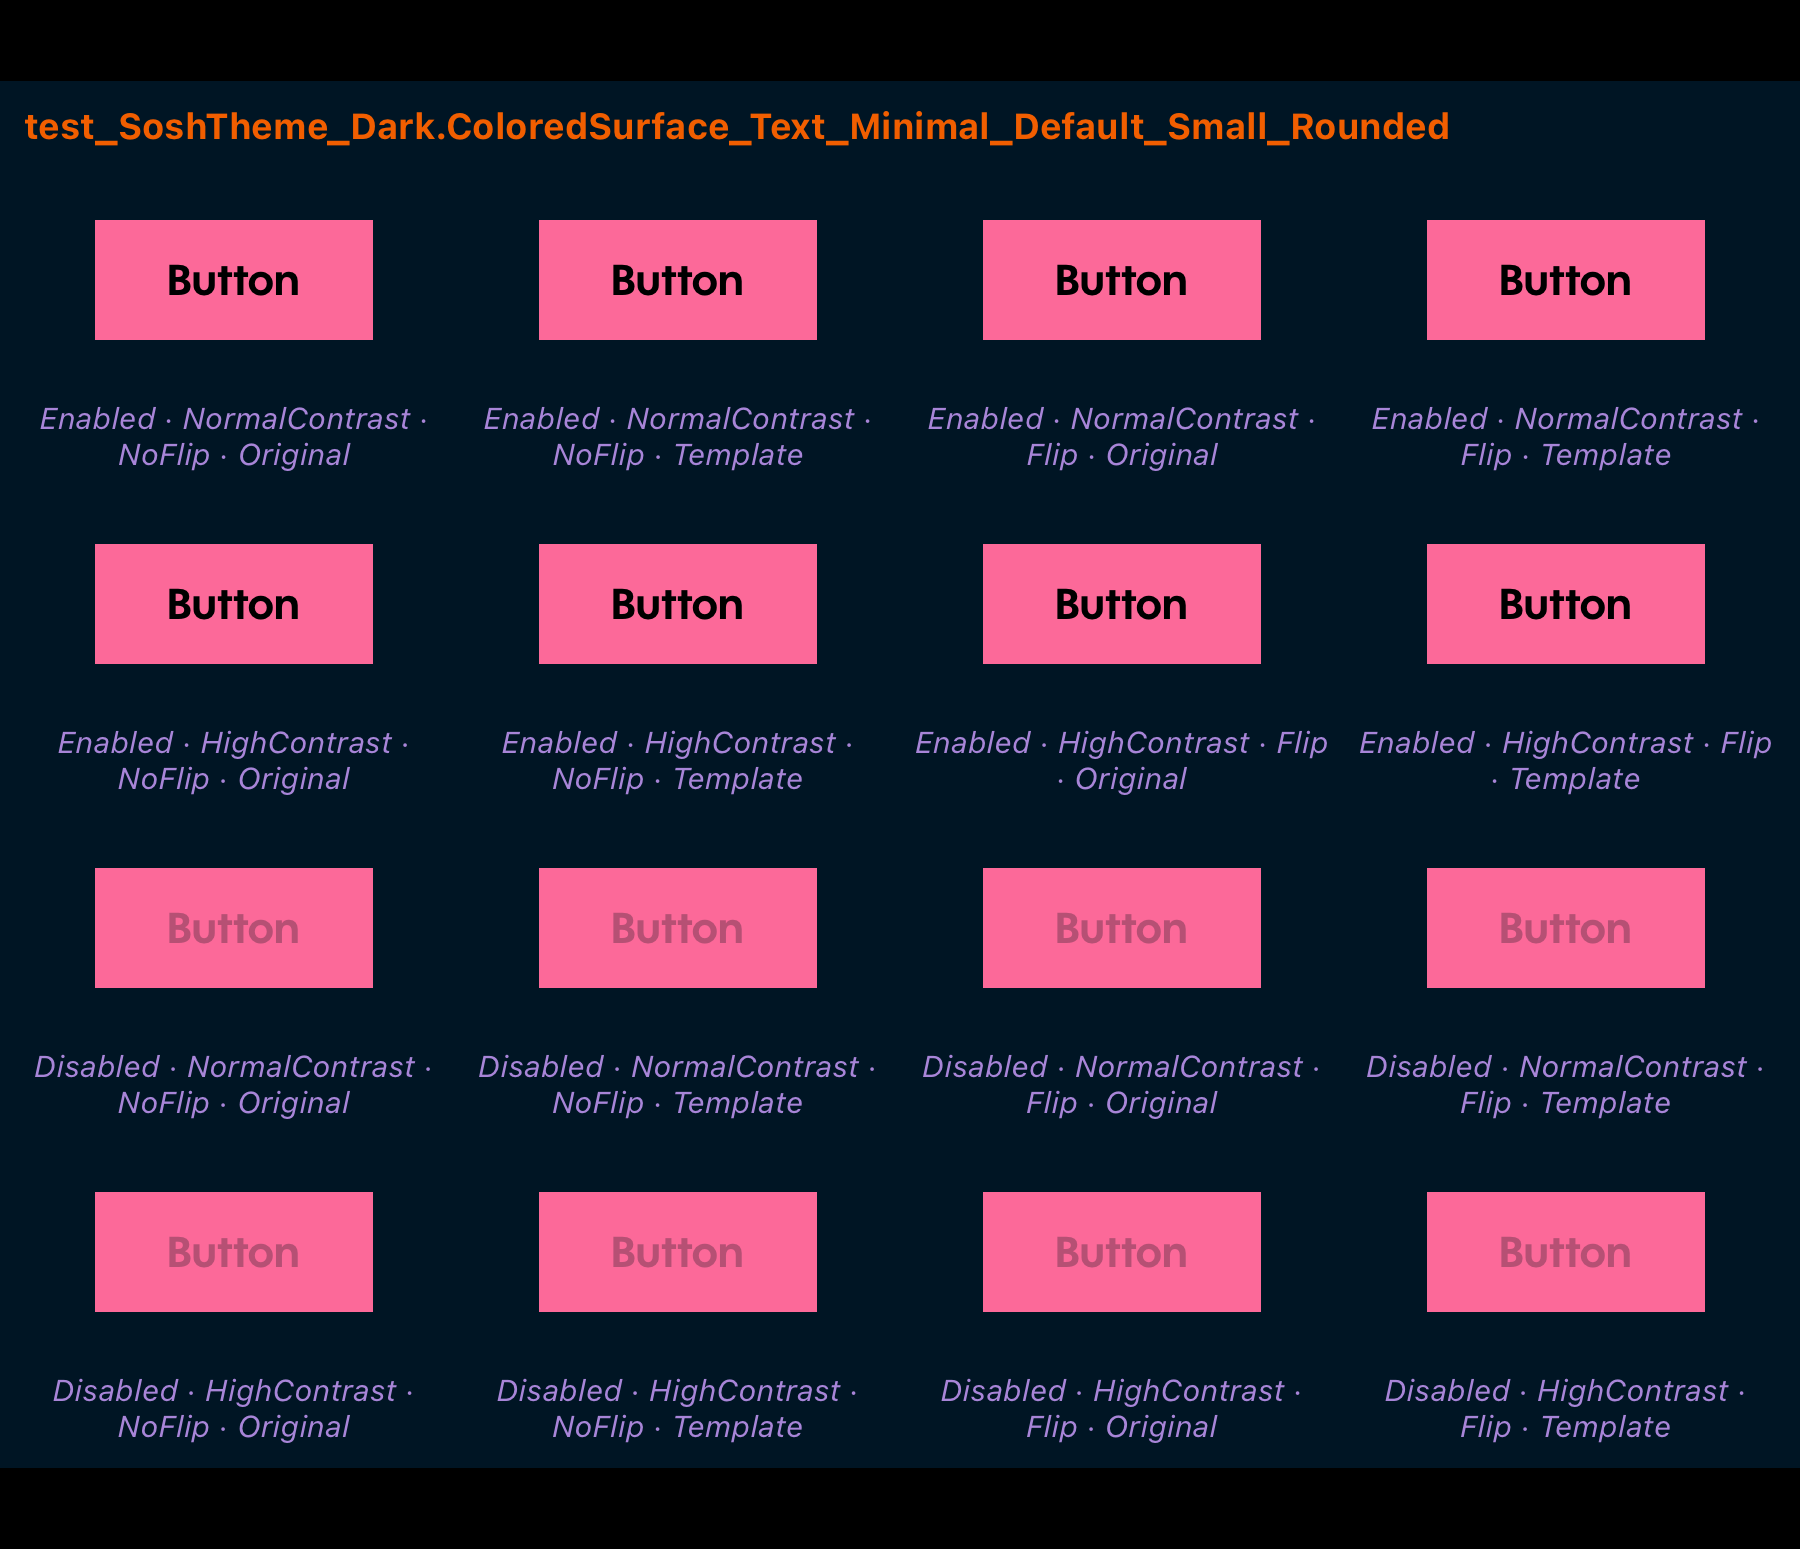 test_SoshTheme_Dark.ColoredSurface_Text_Minimal_Default_Small_Rounded
Button
Button
Button
Button
Enabled · NormalContrast ·
NoFlip · Original
Enabled · NormalContrast ·
NoFlip · Template
Enabled · NormalContrast ·
Flip · Original
Enabled · NormalContrast ·
Flip · Template
Button
Button
Button
Button
Enabled · HighContrast ·
NoFlip · Original
Enabled · HighContrast ·
NoFlip · Template
Enabled · HighContrast · Flip
· Original
Enabled · HighContrast · Flip
· Template
Button
Button
Button
Button
Disabled · NormalContrast ·
NoFlip · Original
Disabled · NormalContrast ·
NoFlip · Template
Disabled · NormalContrast ·
Flip · Original
Disabled · NormalContrast ·
Flip · Template
Button
Button
Button
Button
Disabled · HighContrast ·
NoFlip · Original
Disabled · HighContrast ·
NoFlip · Template
Disabled · HighContrast ·
Flip · Original
Disabled · HighContrast ·
Flip · Template